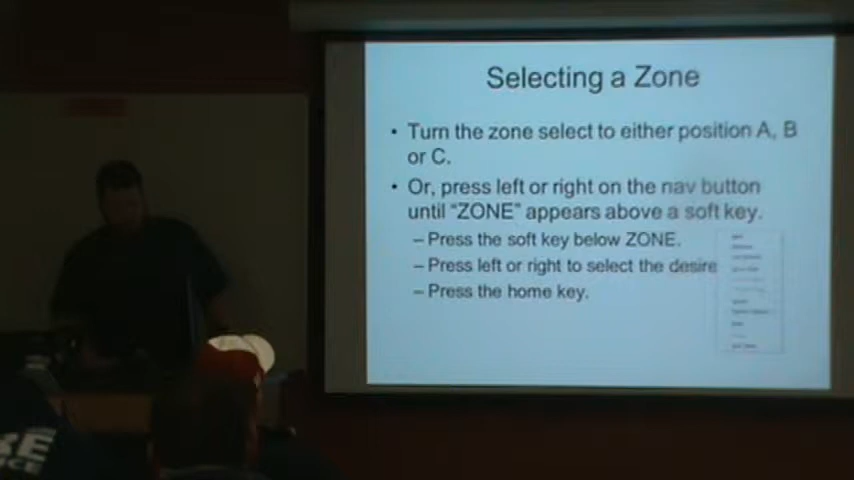 Selecting a Zone
• Turn the zone select to either position A, B
or C.
• Or, press left or right on the nav button
until “ZONE” appears above a soft key.
– Press the soft key below ZONE.
– Press left or right to select the desire
– Press the home key.
RE
CE